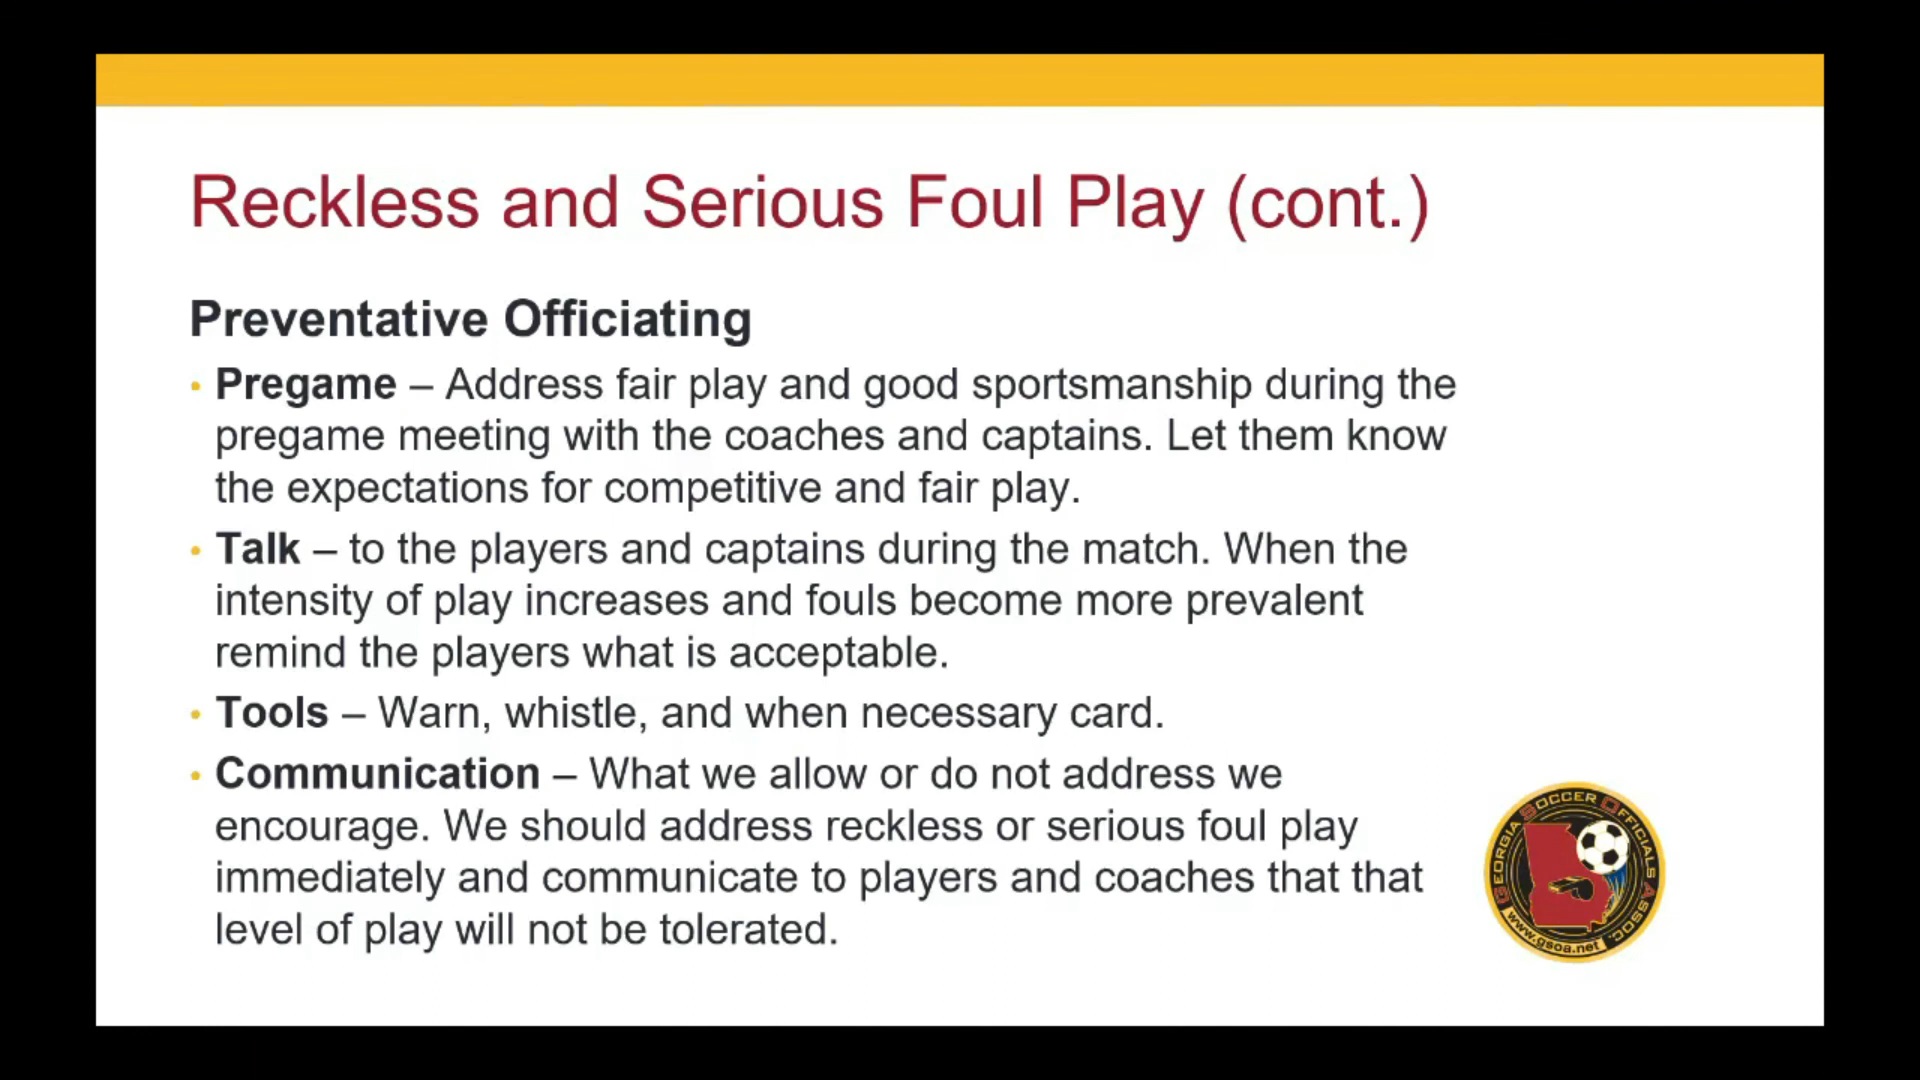 Reckless and Serious Foul Play (cont.)
Preventative Officiating
• Pregame – Address fair play and good sportsmanship during the
pregame meeting with the coaches and captains. Let them know
the expectations for competitive and fair play.
• Talk – to the players and captains during the match. When the
intensity of play increases and fouls become more prevalent
remind the players what is acceptable.
• Tools – Warn, whistle, and when necessary card.
• Communication – What we allow or do not address we
encourage. We should address reckless or serious foul play
immediately and communicate to players and coaches that that
level of play will not be tolerated.
GEORGIA SOCCER OFFICIALS ASSOC.
www.gsoa.net